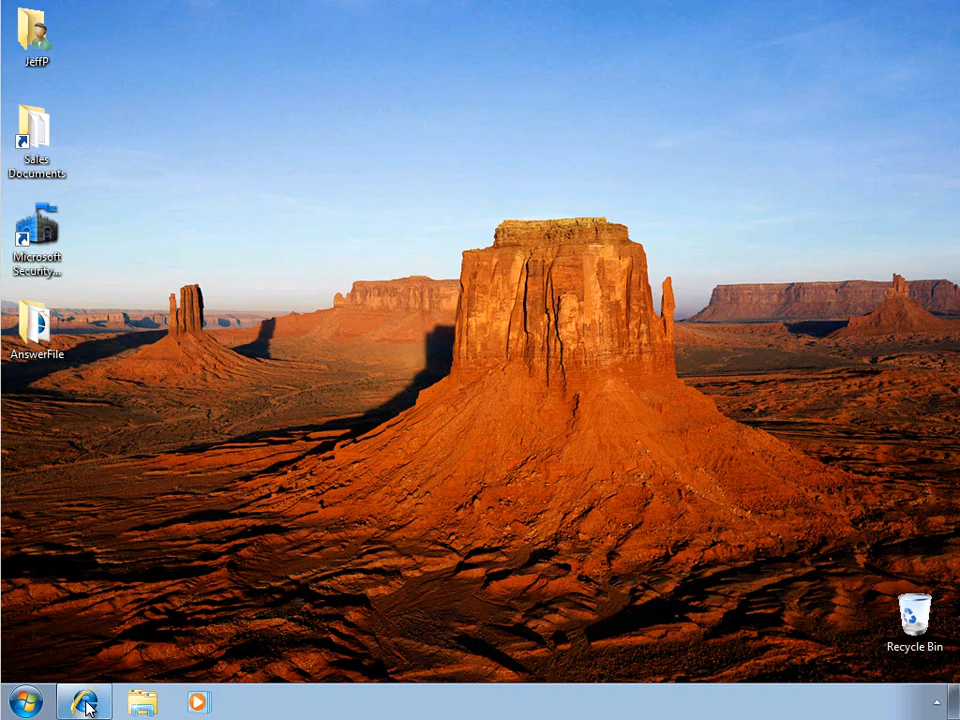 JeffP
Sales
Documents
Microsoft
Security...
AnswerFile
Recycle Bin